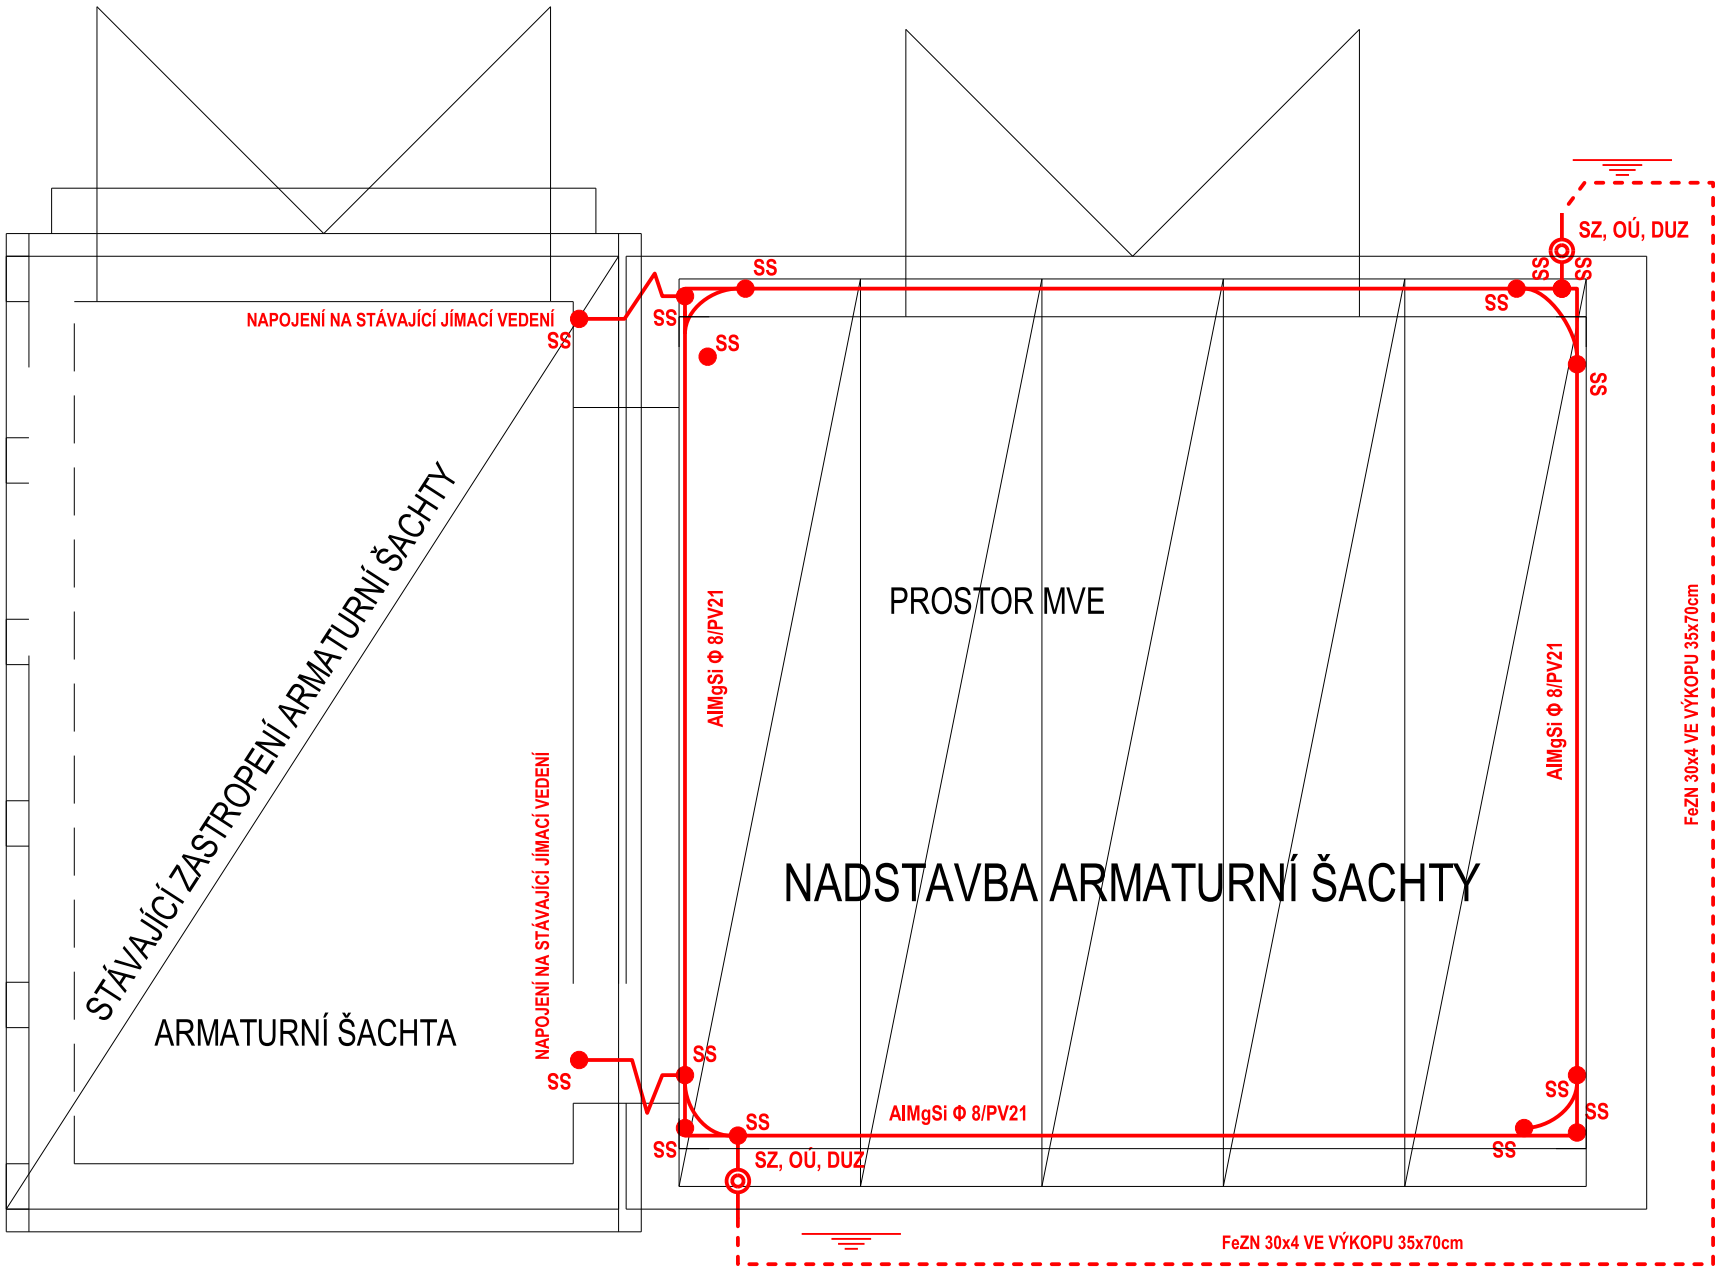 SZ, OÚ, DUZ
SS
SS
SS
SS
SS
NAPOJENÍ NA STÁVAJÍCÍ JÍMACÍ VEDENÍ
SS
SS
SS
STÁVAJÍCÍ ZASTROPENÍ ARMATURNÍ ŠACHTY
PROSTOR MVE
AlMgSi Φ 8/PV21
AlMgSi Φ 8/PV21
FeZN 30x4 VE VÝKOPU 35x70cm
NAPOJENÍ NA STÁVAJÍCÍ JÍMACÍ VEDENÍ
NADSTAVBA ARMATURNÍ ŠACHTY
ARMATURNÍ ŠACHTA
SS
SS
SS
AlMgSi Φ 8/PV21
SS
SS
SS
SS
SZ, OÚ, DUZ
FeZN 30x4 VE VÝKOPU 35x70cm